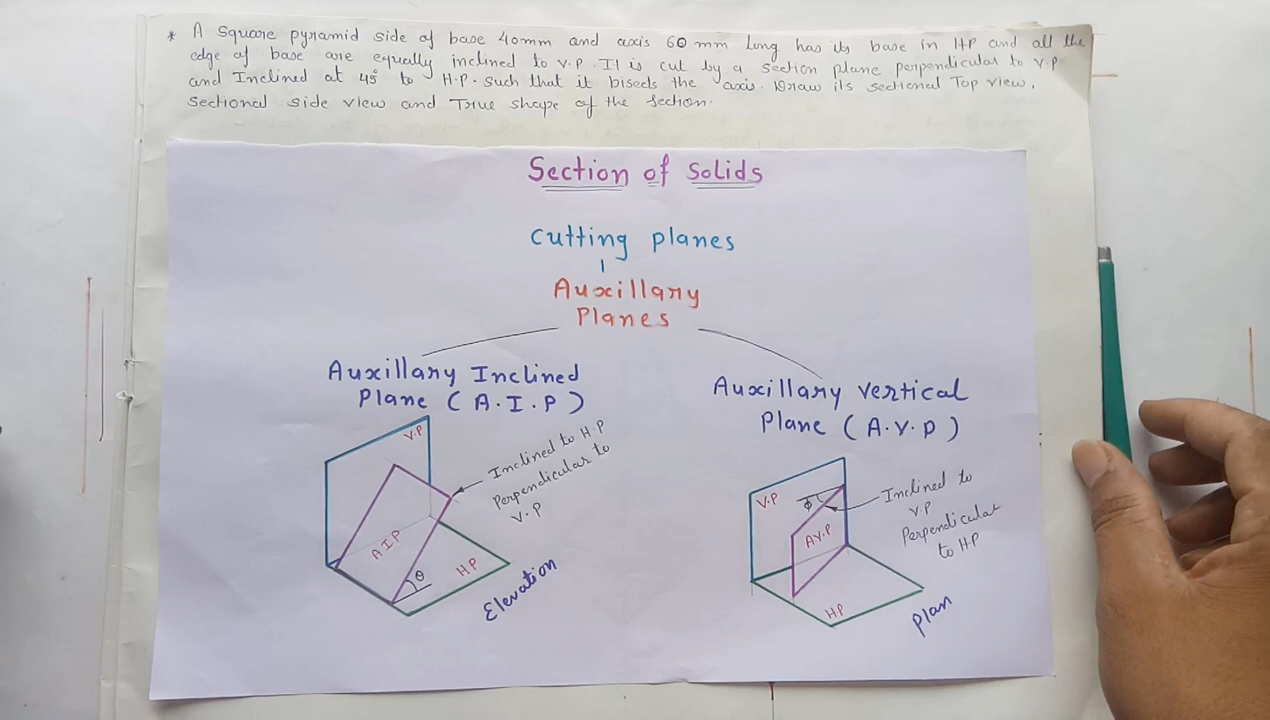 * A Square pyramid side of base 40mm and axis 60 mm long has its base in HP and all the
edge of base are equally inclined to V.P. It is cut by a section plane perpendicular to V.P
and Inclined at 45° to H.P. such that it bisects the axis. Draw its sectional Top view,
Sectional side view and True shape of the Section.
Section of Solids
Cutting planes
Auxillary
Planes
Auxillary Inclined
Plane (A.I.P)
V.P
Inclined to H.P
Perpendicular to
V.P
AIP
θ
H.P
Elevation
Auxillary Vertical
Plane (A.V.P)
V.P
ϕ
Inclined to
V.P
Perpendicular
to HP
AV.P
HP
Plan